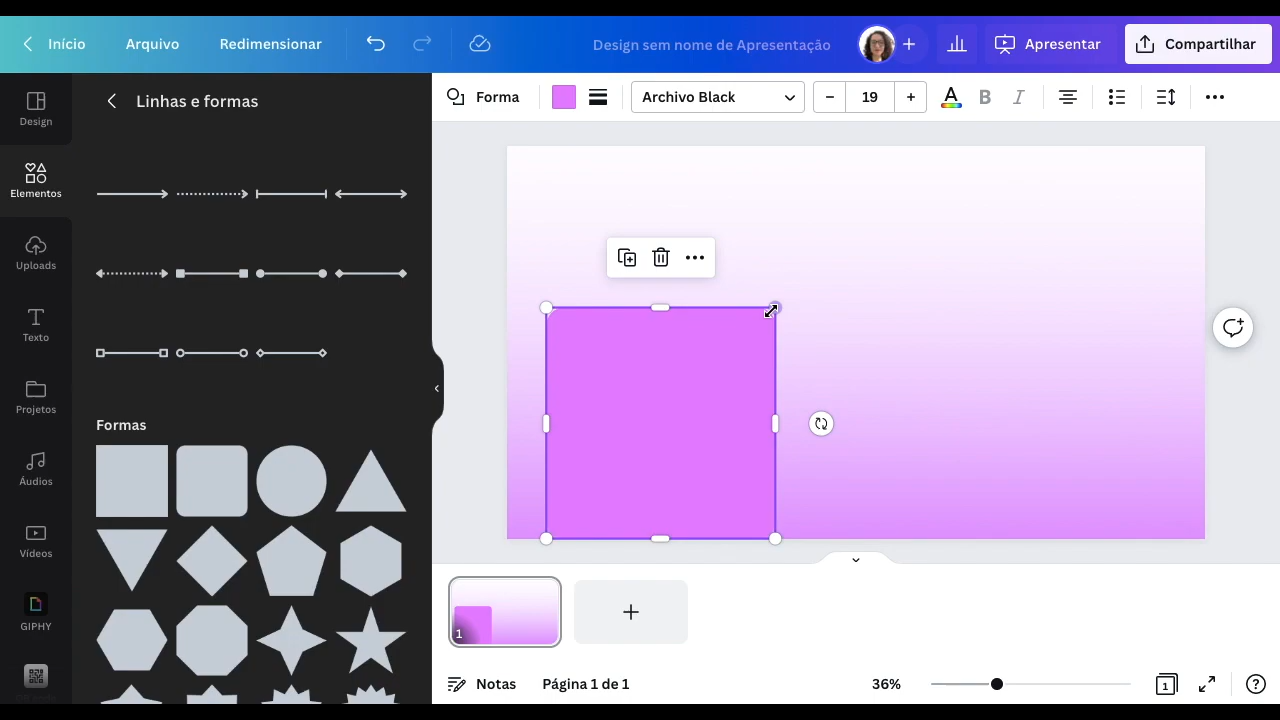 Início
Arquivo
Redimensionar
Design sem nome de Apresentação
Apresentar
Compartilhar
Design
Elementos
Uploads
Texto
Projetos
Áudios
Vídeos
GIPHY
Linhas e formas
Formas
Forma
Archivo Black
19
A
B
I
1
Notas
Página 1 de 1
36%
1
?